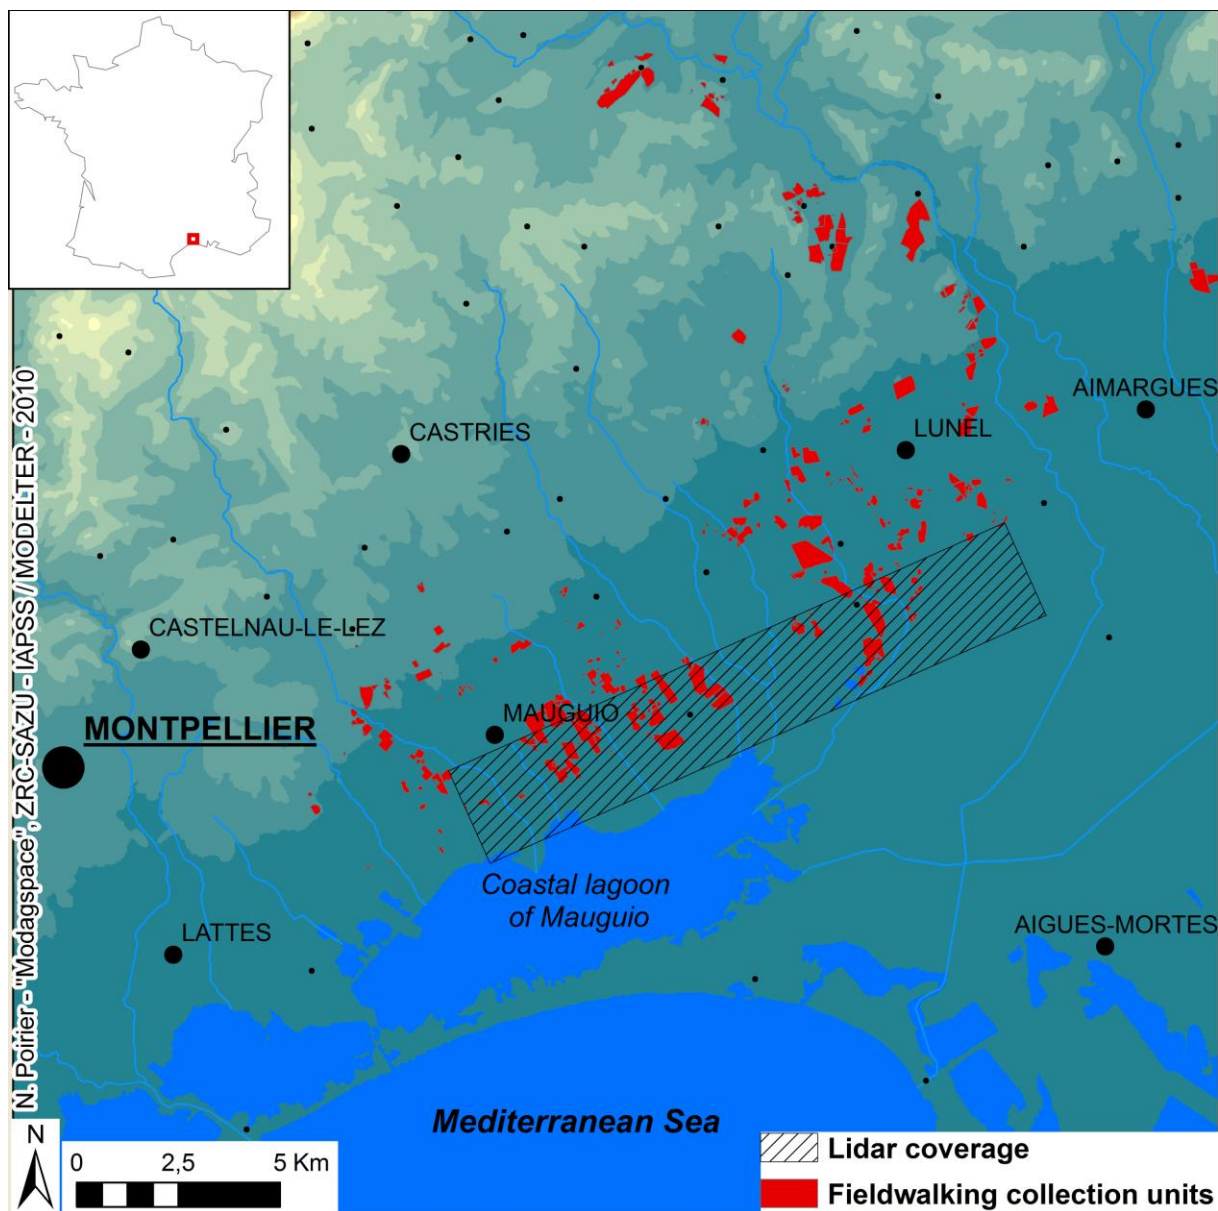 AIMARGUES
LUNEL
CASTRIES
CASTELNAU-LE-LEZ
MONTPELLIER
MAUGUIO
Coastal lagoon
of Mauguio
LATTES
AIGUES-MORTES
Mediterranean Sea
N. Poirier - "Modagspace", ZRC-SAZU - IAPSS / MODELTER - 2010
N
0 2,5 5 Km
Lidar coverage
Fieldwalking collection units